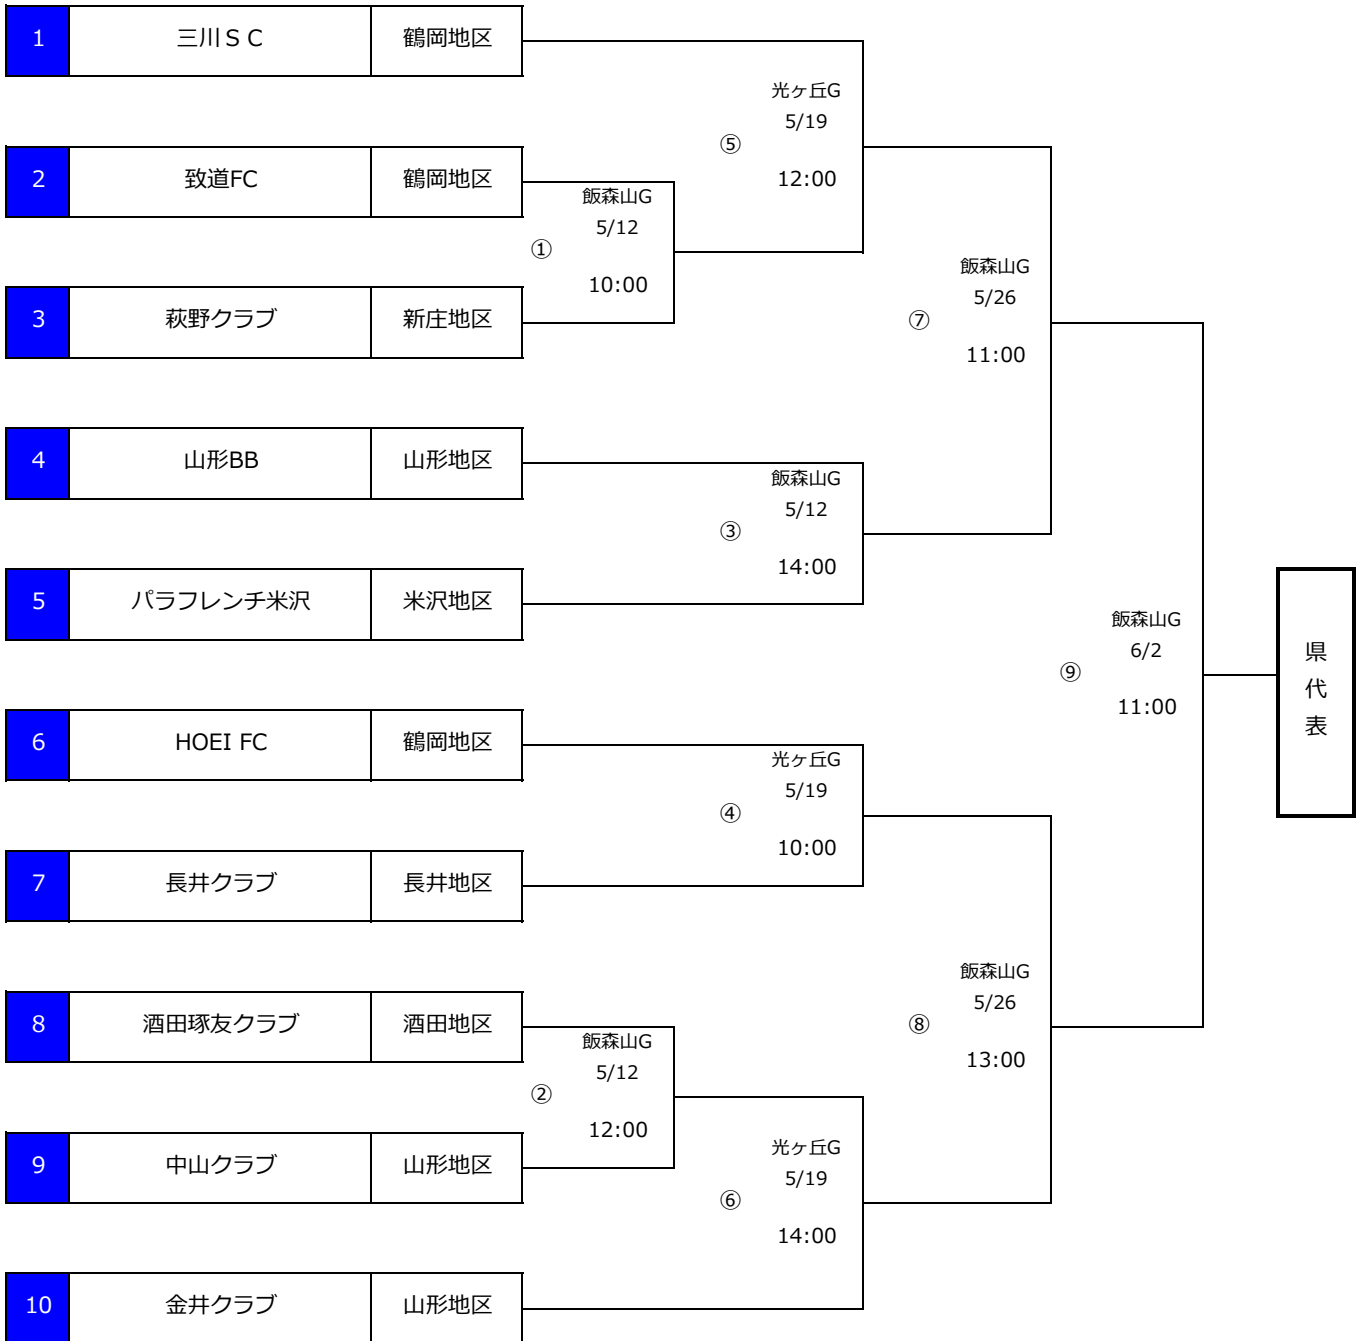 1 三川ＳＣ 鶴岡地区
光ヶ丘G
5/19
⑤
12:00
2 致道FC 鶴岡地区
飯森山G
5/12
①
10:00
3 萩野クラブ 新庄地区
飯森山G
5/26
⑦
11:00
4 山形BB 山形地区
飯森山G
5/12
③
14:00
5 パラフレンチ米沢 米沢地区
飯森山G
6/2
⑨
11:00
県
代
表
6 HOEI FC 鶴岡地区
光ヶ丘G
5/19
④
10:00
7 長井クラブ 長井地区
飯森山G
5/26
⑧
13:00
8 酒田琢友クラブ 酒田地区
飯森山G
5/12
②
12:00
9 中山クラブ 山形地区
光ヶ丘G
5/19
⑥
14:00
10 金井クラブ 山形地区